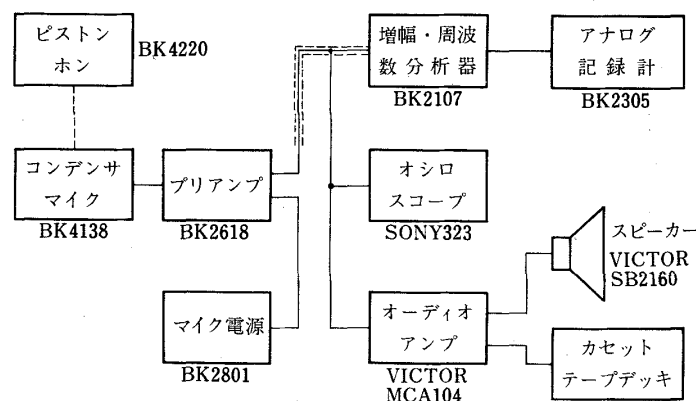 ピストン
ホン
BK4220
増幅・周波
数分析器
BK2107
アナログ
記録計
BK2305
コンデンサ
マイク
BK4138
プリアンプ
BK2618
オシロ
スコープ
SONY323
スピーカー
VICTOR
SB2160
マイク電源
BK2801
オーディオ
アンプ
VICTOR
MCA104
カセット
テープデッキ